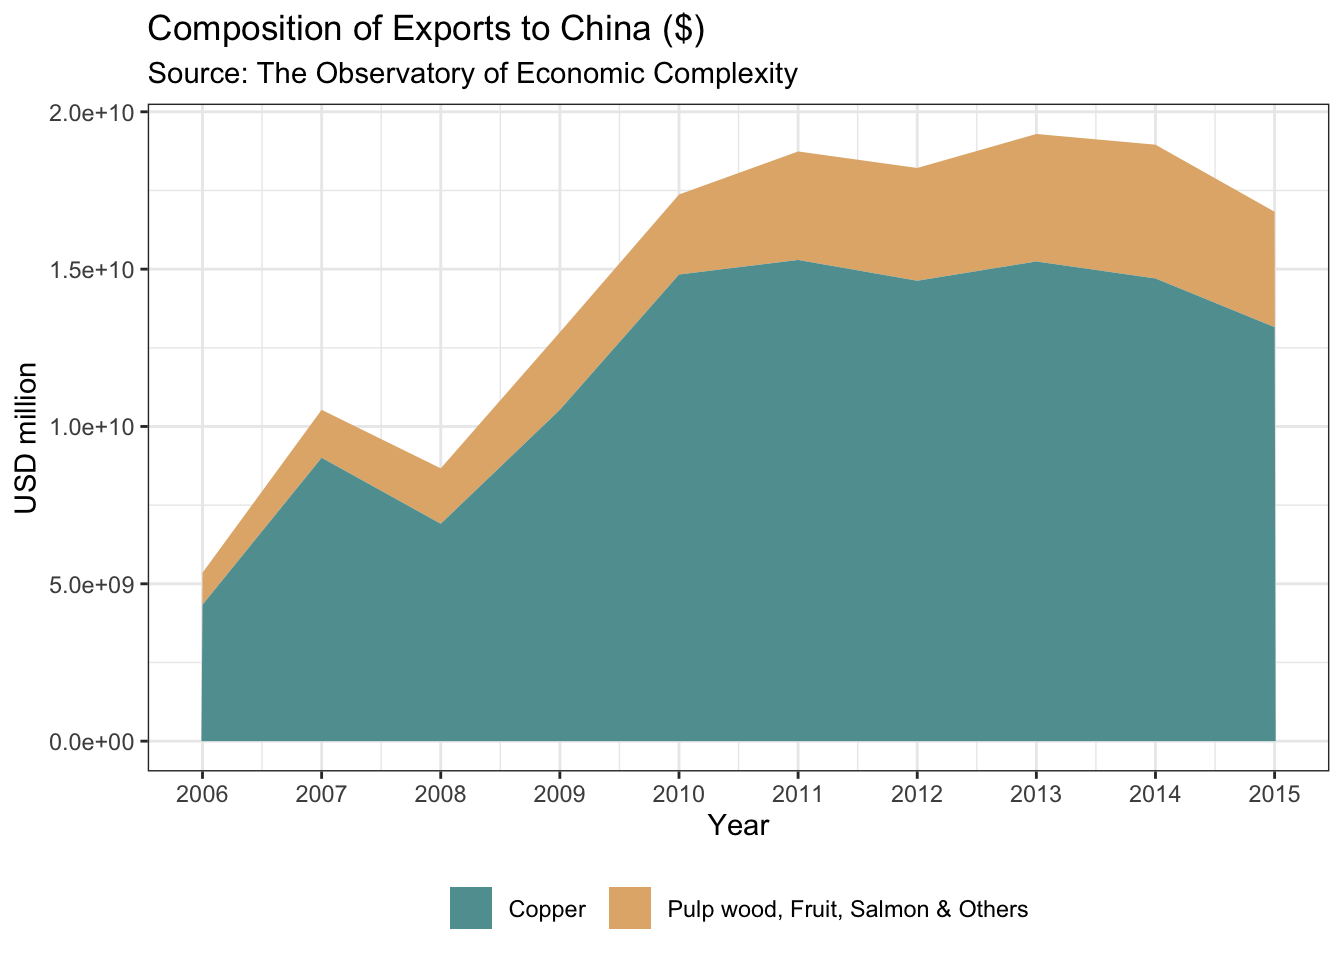 Composition of Exports to China ($)
Source: The Observatory of Economic Complexity
2.0e+10
1.5e+10
1.0e+10
5.0e+09
0.0e+00
USD million
2006 2007 2008 2009 2010 2011 2012 2013 2014 2015
Year
Copper Pulp wood, Fruit, Salmon & Others